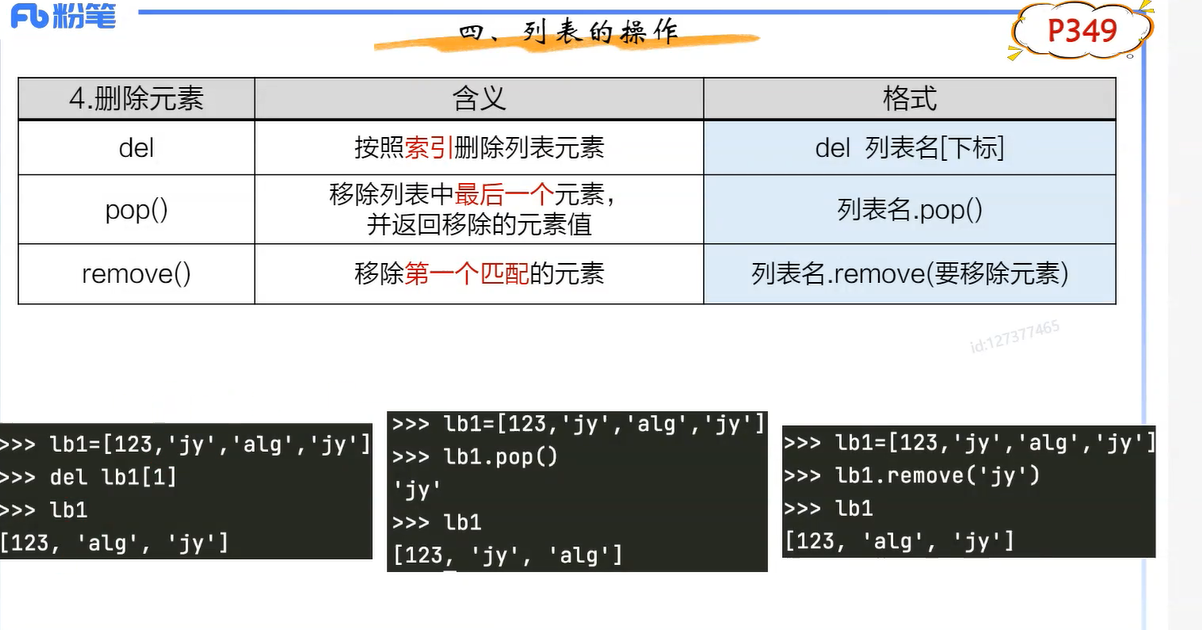 粉笔
四、列表的操作
P349
4.删除元素 含义 格式
del 按照索引删除列表元素 del 列表名[下标]
pop() 移除列表中最后一个元素，
并返回移除的元素值 列表名.pop()
remove() 移除第一个匹配的元素 列表名.remove(要移除元素)
id:127377465
>>> lb1=[123,'jy','alg','jy']
>>> del lb1[1]
>>> lb1
[123, 'alg', 'jy']
>>> lb1=[123,'jy','alg','jy']
>>> lb1.pop()
'jy'
>>> lb1
[123, 'jy', 'alg']
>>> lb1=[123,'jy','alg','jy']
>>> lb1.remove('jy')
>>> lb1
[123, 'alg', 'jy']